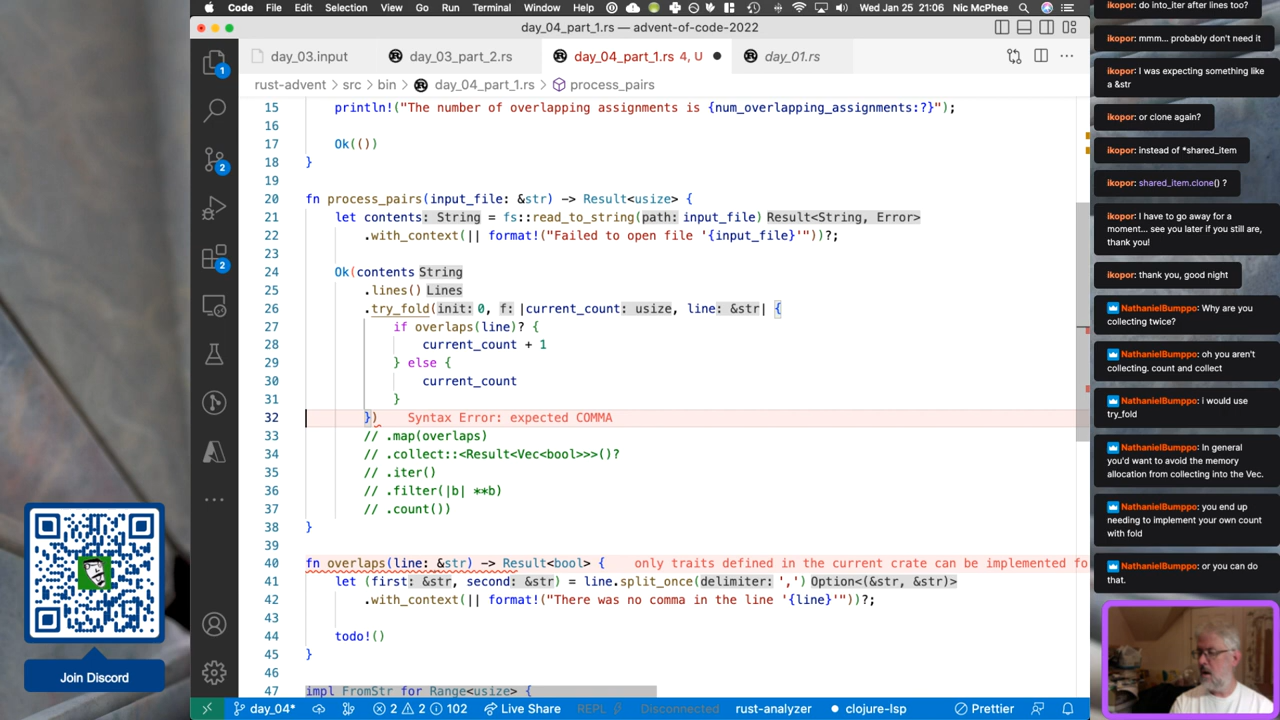 Code File Edit Selection View Go Run Terminal Window Help
Wed Jan 25 21:06 Nic McPhee
day_04_part_1.rs — advent-of-code-2022
day_03.input
day_03_part_2.rs
day_04_part_1.rs 4, U
day_01.rs
rust-advent > src > bin > day_04_part_1.rs > process_pairs
15 println!("The number of overlapping assignments is {num_overlapping_assignments:?}");
16
17 Ok(())
18 }
19
20 fn process_pairs(input_file: &str) -> Result<usize> {
21 let contents: String = fs::read_to_string(path: input_file) Result<String, Error>
22 .with_context(|| format!("Failed to open file '{input_file}'"))?;
23
24 Ok(contents String
25 .lines() Lines
26 .try_fold(init: 0, f: |current_count: usize, line: &str| {
27 if overlaps(line)? {
28 current_count + 1
29 } else {
30 current_count
31 }
32 }) Syntax Error: expected COMMA
33 // .map(overlaps)
34 // .collect::<Result<Vec<bool>>>()?
35 // .iter()
36 // .filter(|b| **b)
37 // .count())
38 }
39
40 fn overlaps(line: &str) -> Result<bool> { only traits defined in the current crate can be implemented fo
41 let (first: &str, second: &str) = line.split_once(delimiter: ',') Option<(&str, &str)>
42 .with_context(|| format!("There was no comma in the line '{line}'"))?;
43
44 todo!()
45 }
46
47 impl FromStr for Range<usize> {
1
2
2
Join Discord
day_04* 2 2 102 Live Share REPL Disconnected rust-analyzer clojure-lsp Prettier
ikopor: do into_iter after lines too?
ikopor: mmm... probably don't need it
ikopor: I was expecting something like
a &str
ikopor: or clone again?
ikopor: instead of *shared_item
ikopor: shared_item.clone() ?
ikopor: I have to go away for a
moment... see you later if you still are,
thank you!
ikopor: thank you, good night
NathanielBumppo: Why are you
collecting twice?
NathanielBumppo: oh you aren't
collecting. count and collect
NathanielBumppo: i would use
try_fold
NathanielBumppo: In general
you'd want to avoid the memory
allocation from collecting into the Vec.
NathanielBumppo: you end up
needing to implement your own count
with fold
NathanielBumppo: or you can do
that.